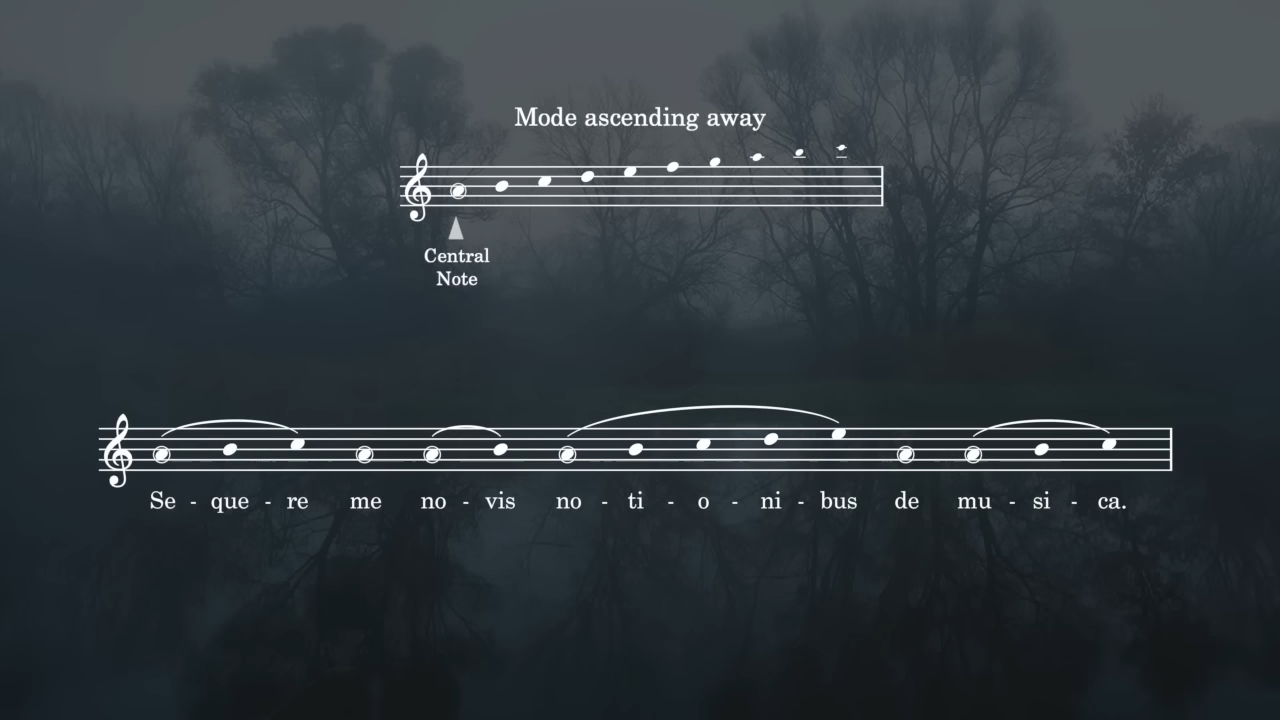 Mode ascending away
Central
Note
Se - que - re me no - vis no - ti - o - ni - bus de mu - si - ca.